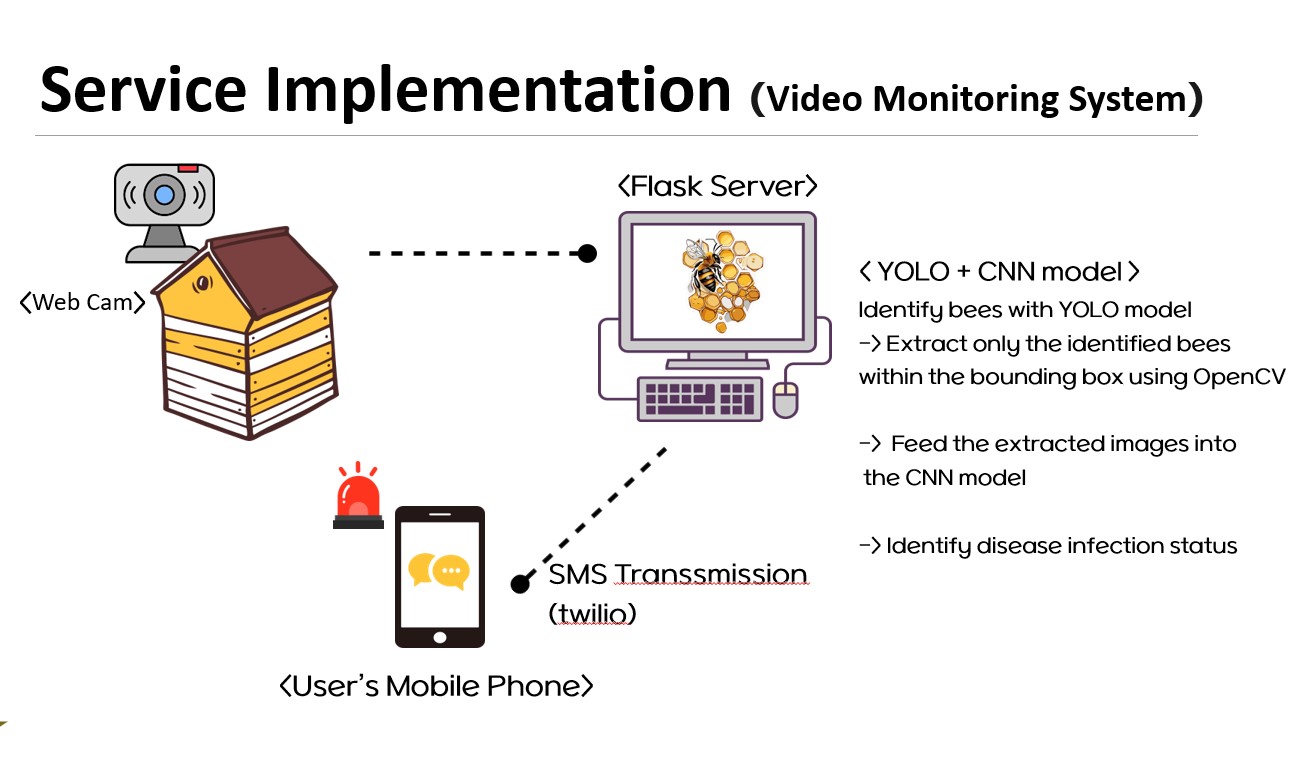 Service Implementation (Video Monitoring System)
<Flask Server>
<Web Cam>
< YOLO + CNN model >
Identify bees with YOLO model
-> Extract only the identified bees
within the bounding box using OpenCV
-> Feed the extracted images into
the CNN model
-> Identify disease infection status
SMS Transsmission
(twilio)
<User's Mobile Phone>